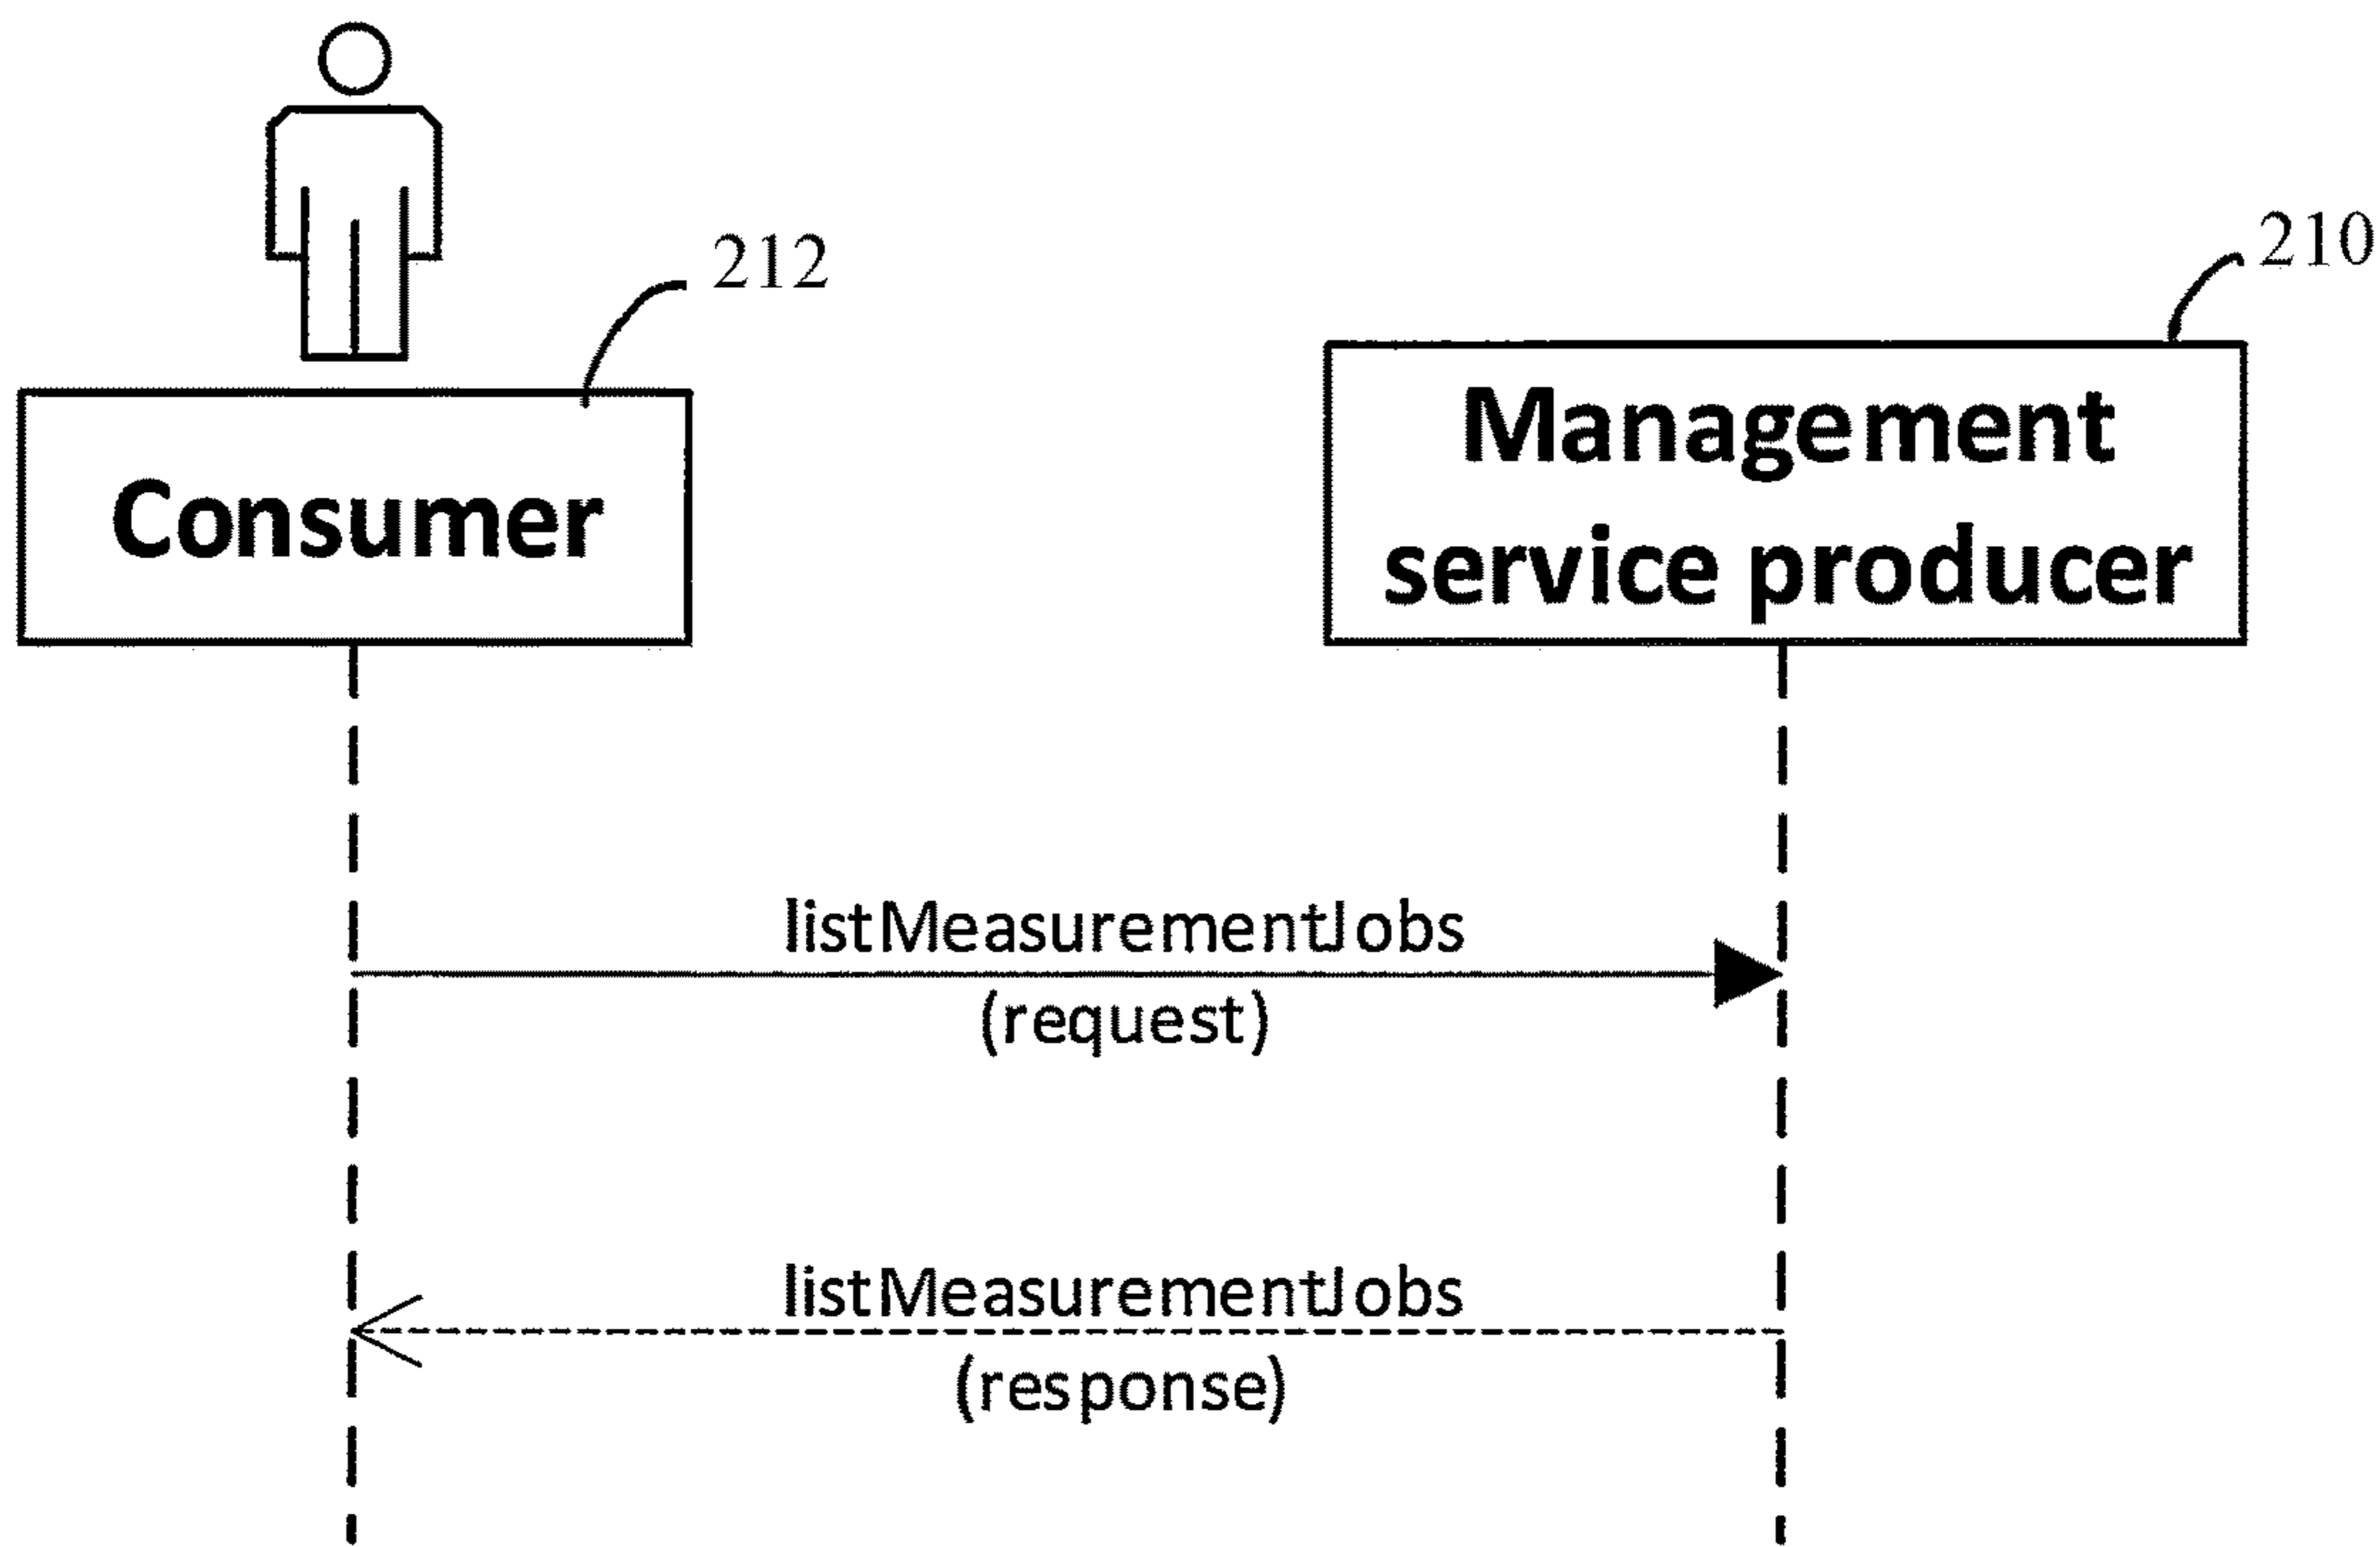 212
210
Consumer
Management
service producer
listMeasurementJobs
(request)
listMeasurementJobs
(response)